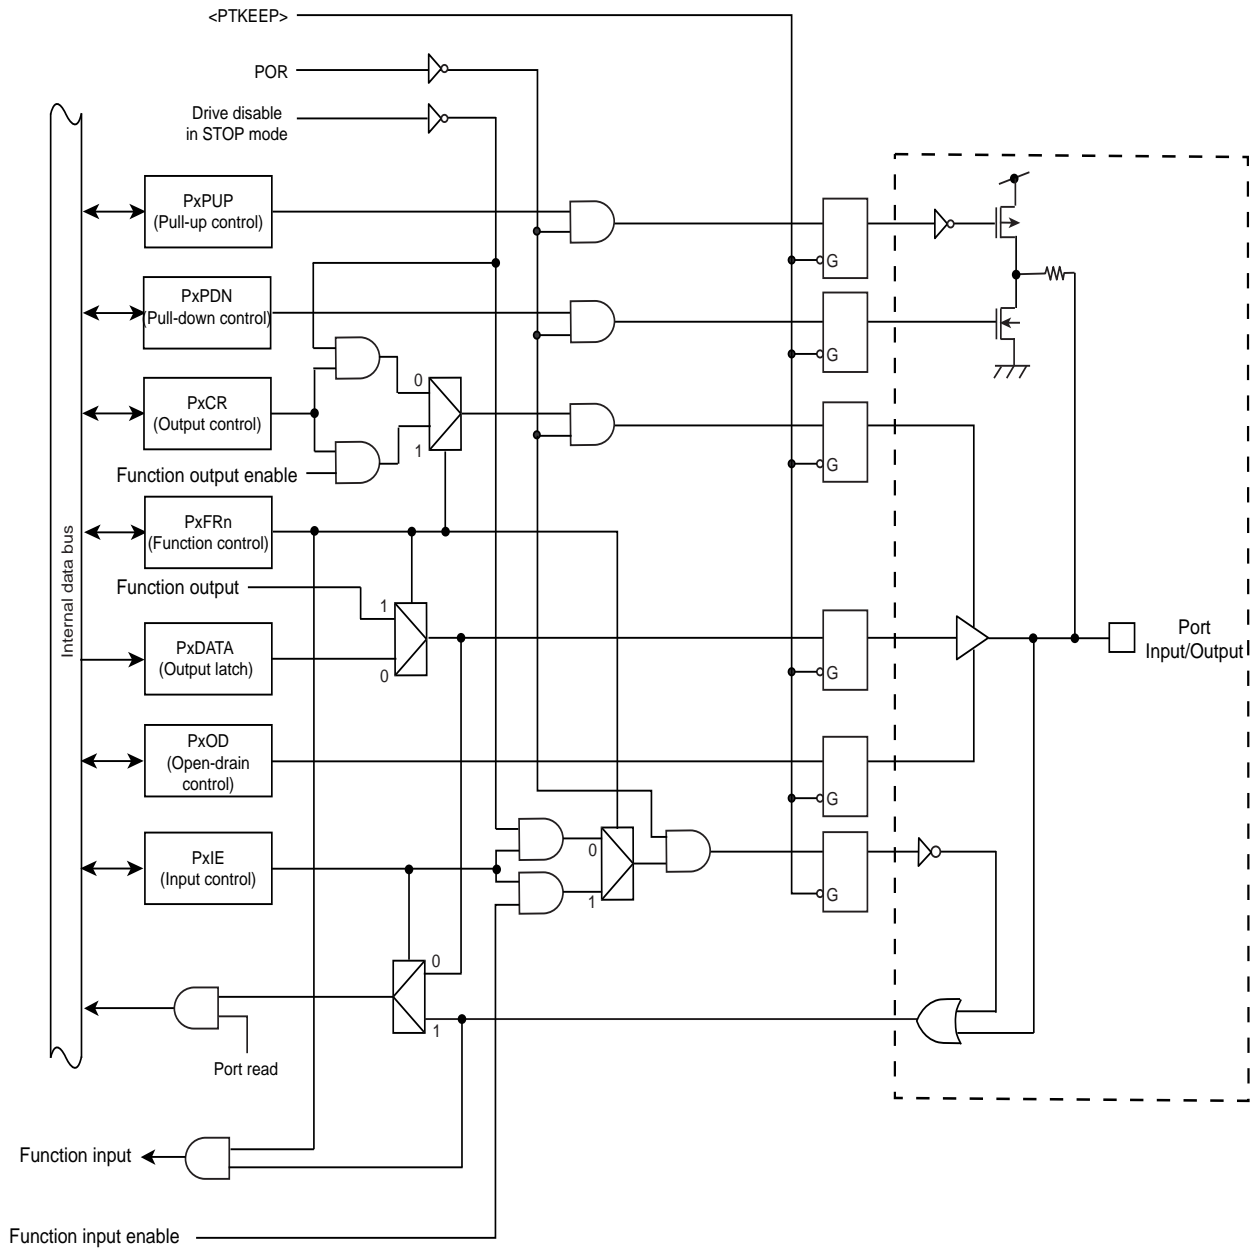 <PTKEEP>
POR
Drive disable
in STOP mode
PxPUP
(Pull-up control)
G
PxPDN
(Pull-down control)
G
0
PxCR
(Output control)
1
G
Function output enable
PxFRn
(Function control)
Internal data bus
Function output
1
PxDATA
(Output latch)
0
G
Port
Input/Output
PxOD
(Open-drain
control)
G
PxIE
(Input control)
0
1
G
0
1
Port read
Function input
Function input enable